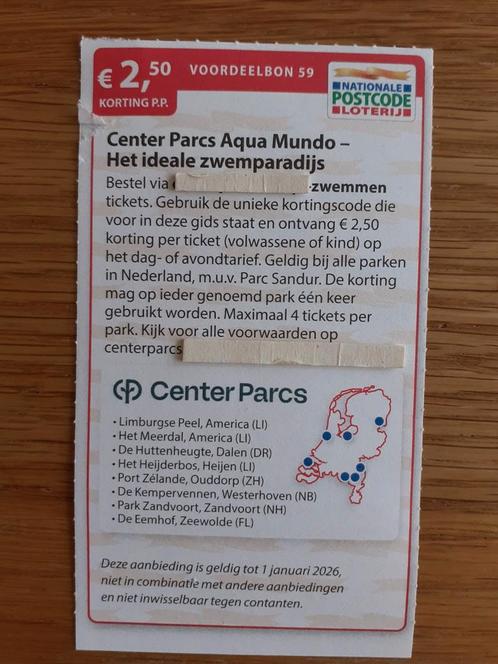 € 2,50 VOORDEELBON 59
KORTING P.P.
NATIONALE
POSTCODE
LOTERIJ
Center Parcs Aqua Mundo –
Het ideale zwemparadijs
Bestel via -zwemmen
tickets. Gebruik de unieke kortingscode die
voor in deze gids staat en ontvang € 2,50
korting per ticket (volwassene of kind) op
het dag- of avondtarief. Geldig bij alle parken
in Nederland, m.u.v. Parc Sandur. De korting
mag op ieder genoemd park één keer
gebruikt worden. Maximaal 4 tickets per
park. Kijk voor alle voorwaarden op
centerparcs
Center Parcs
• Limburgse Peel, America (LI)
• Het Meerdal, America (LI)
• De Huttenheugte, Dalen (DR)
• Het Heijderbos, Heijen (LI)
• Port Zélande, Ouddorp (ZH)
• De Kempervennen, Westerhoven (NB)
• Park Zandvoort, Zandvoort (NH)
• De Eemhof, Zeewolde (FL)
Deze aanbieding is geldig tot 1 januari 2026,
niet in combinatie met andere aanbiedingen
en niet inwisselbaar tegen contanten.